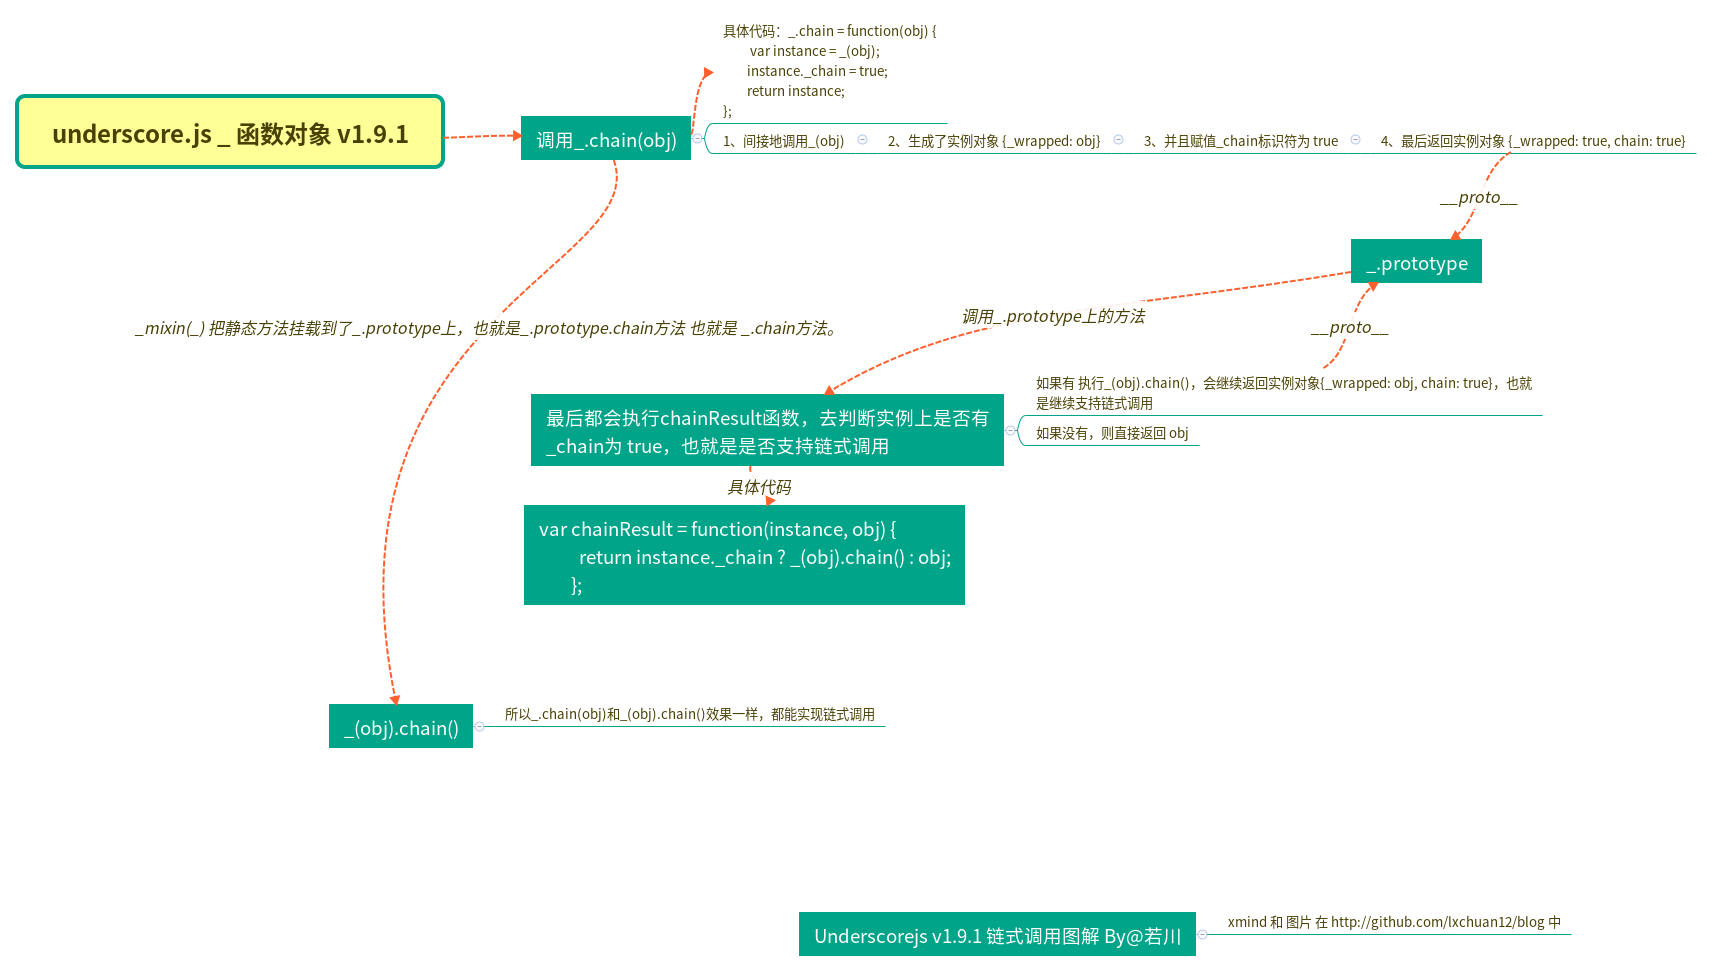 具体代码：_.chain = function(obj) {
var instance = _(obj);
instance._chain = true;
return instance;
};
underscore.js _ 函数对象 v1.9.1
调用_.chain(obj)
1、间接地调用_(obj)
2、生成了实例对象 {_wrapped: obj}
3、并且赋值_chain标识符为 true
4、最后返回实例对象 {_wrapped: true, chain: true}
__proto__
_.prototype
调用_.prototype上的方法
_mixin(_) 把静态方法挂载到了_.prototype上，也就是_.prototype.chain方法 也就是 _.chain方法。
__proto__
如果有 执行_(obj).chain()，会继续返回实例对象{_wrapped: obj, chain: true}，也就
是继续支持链式调用
最后都会执行chainResult函数，去判断实例上是否有
_chain为 true，也就是是否支持链式调用
如果没有，则直接返回 obj
具体代码
var chainResult = function(instance, obj) {
return instance._chain ? _(obj).chain() : obj;
};
_(obj).chain()
所以_.chain(obj)和_(obj).chain()效果一样，都能实现链式调用
Underscorejs v1.9.1 链式调用图解 By@若川
xmind 和 图片 在 http://github.com/lxchuan12/blog 中